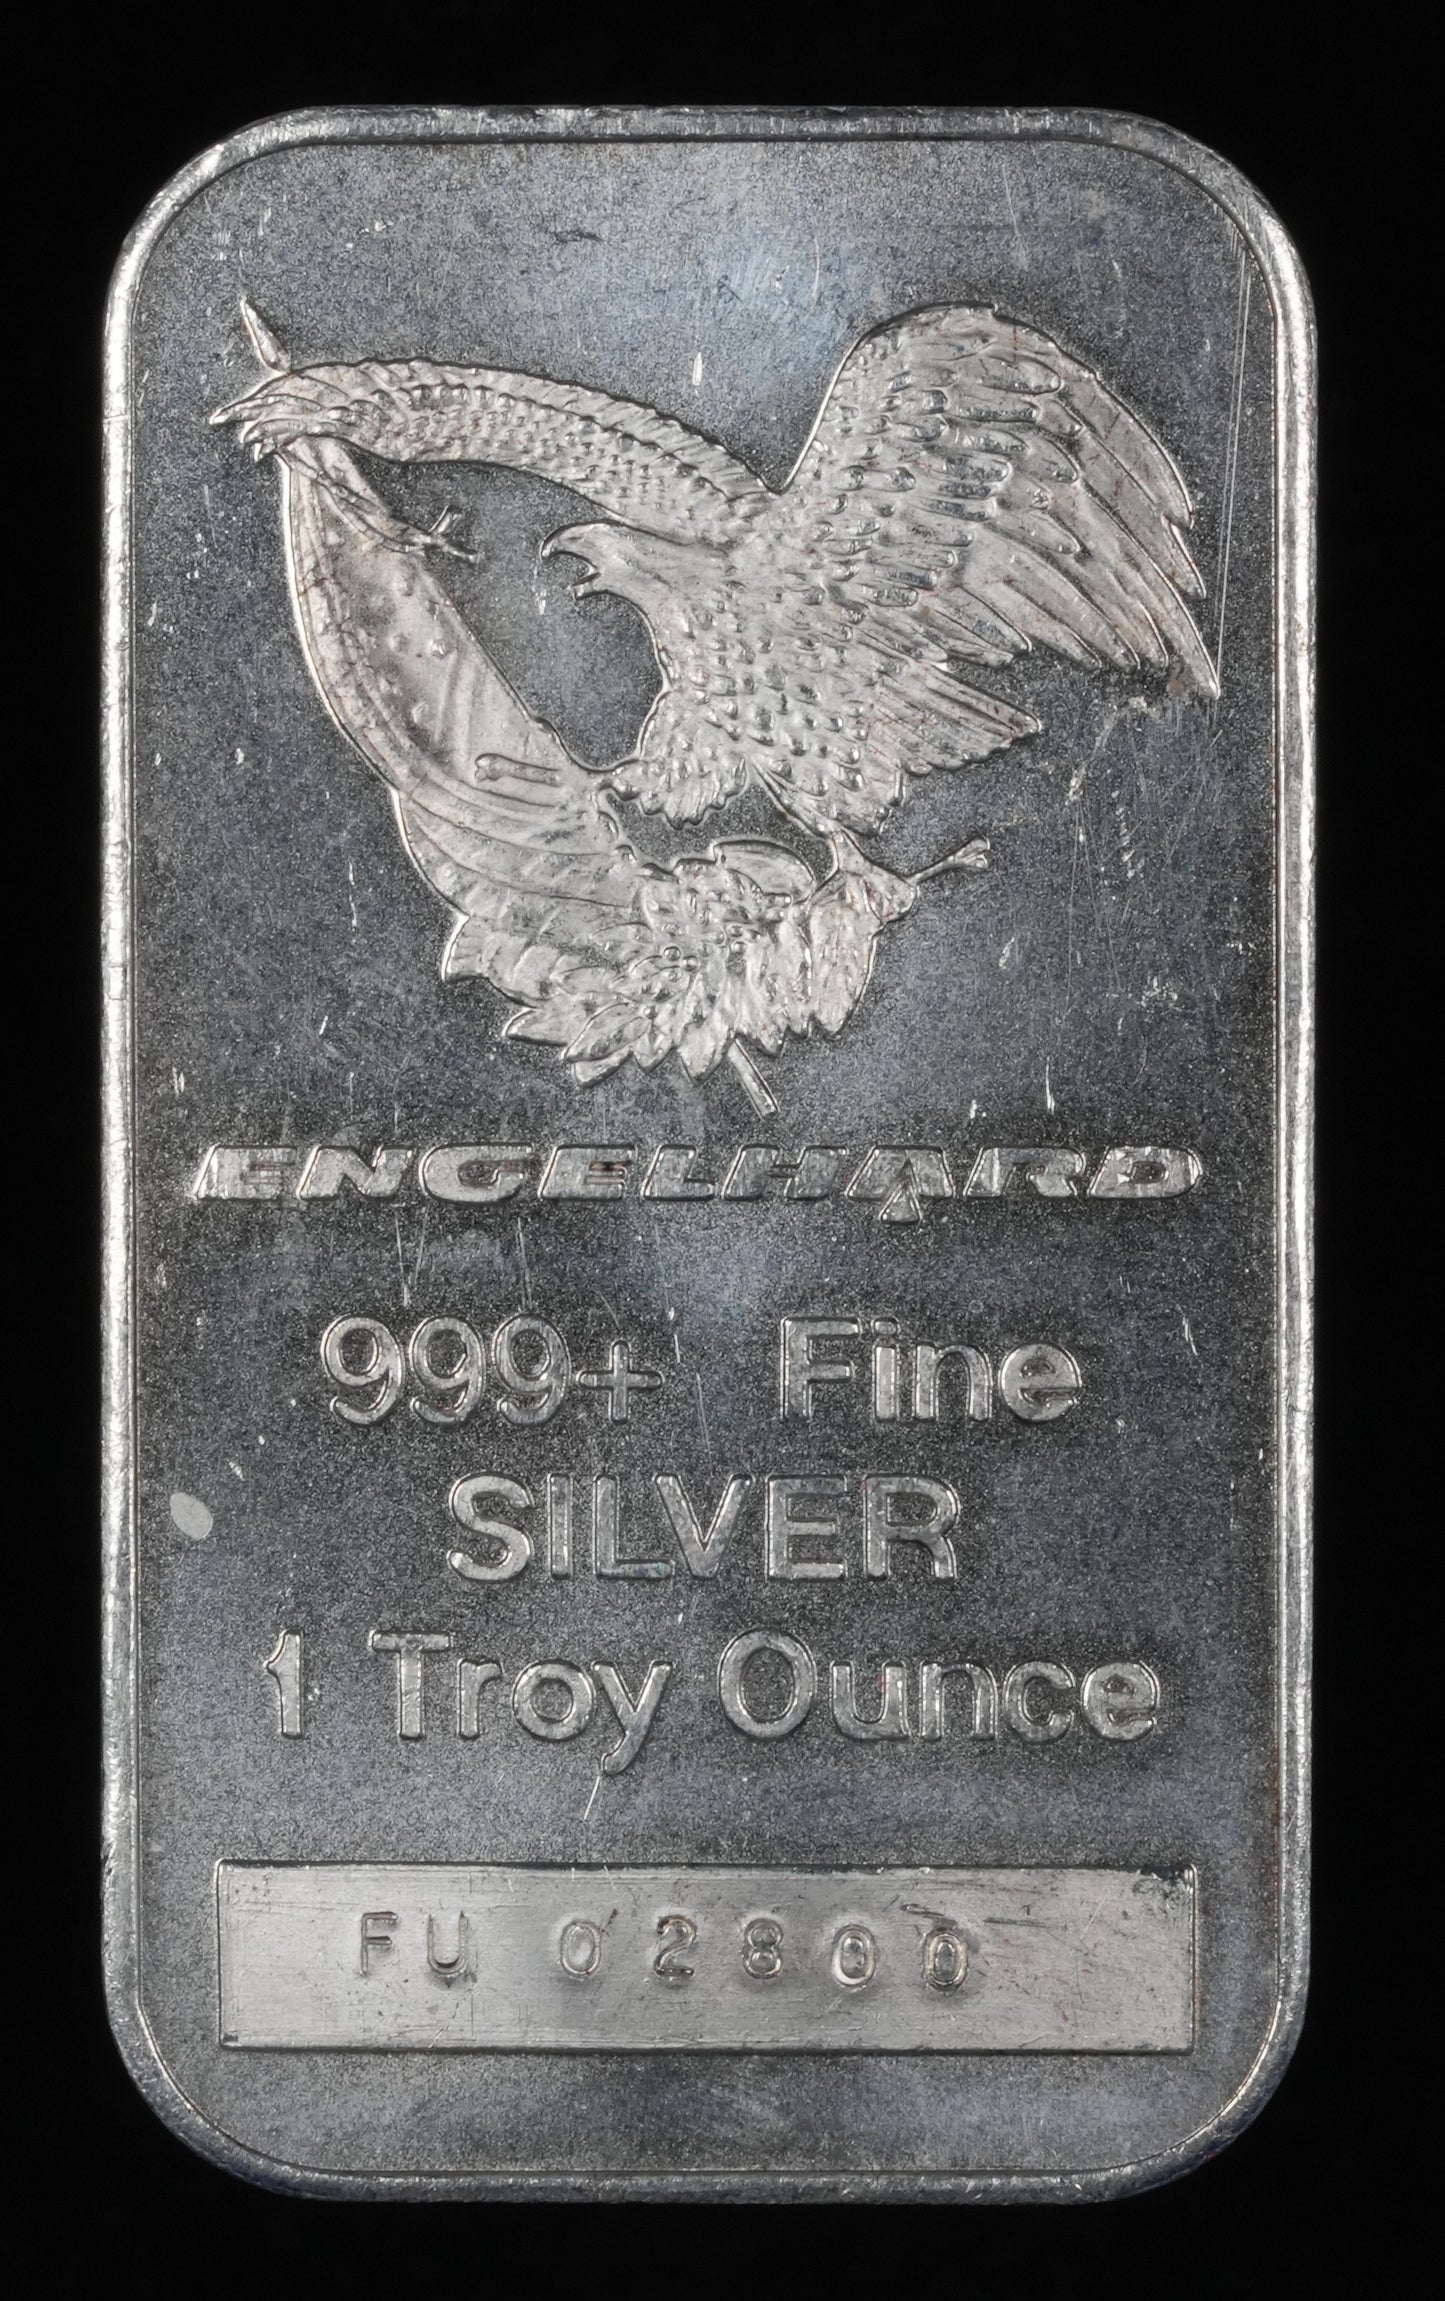 ENGELHARD
999+ Fine
SILVER
1 Troy Ounce
FU 02800